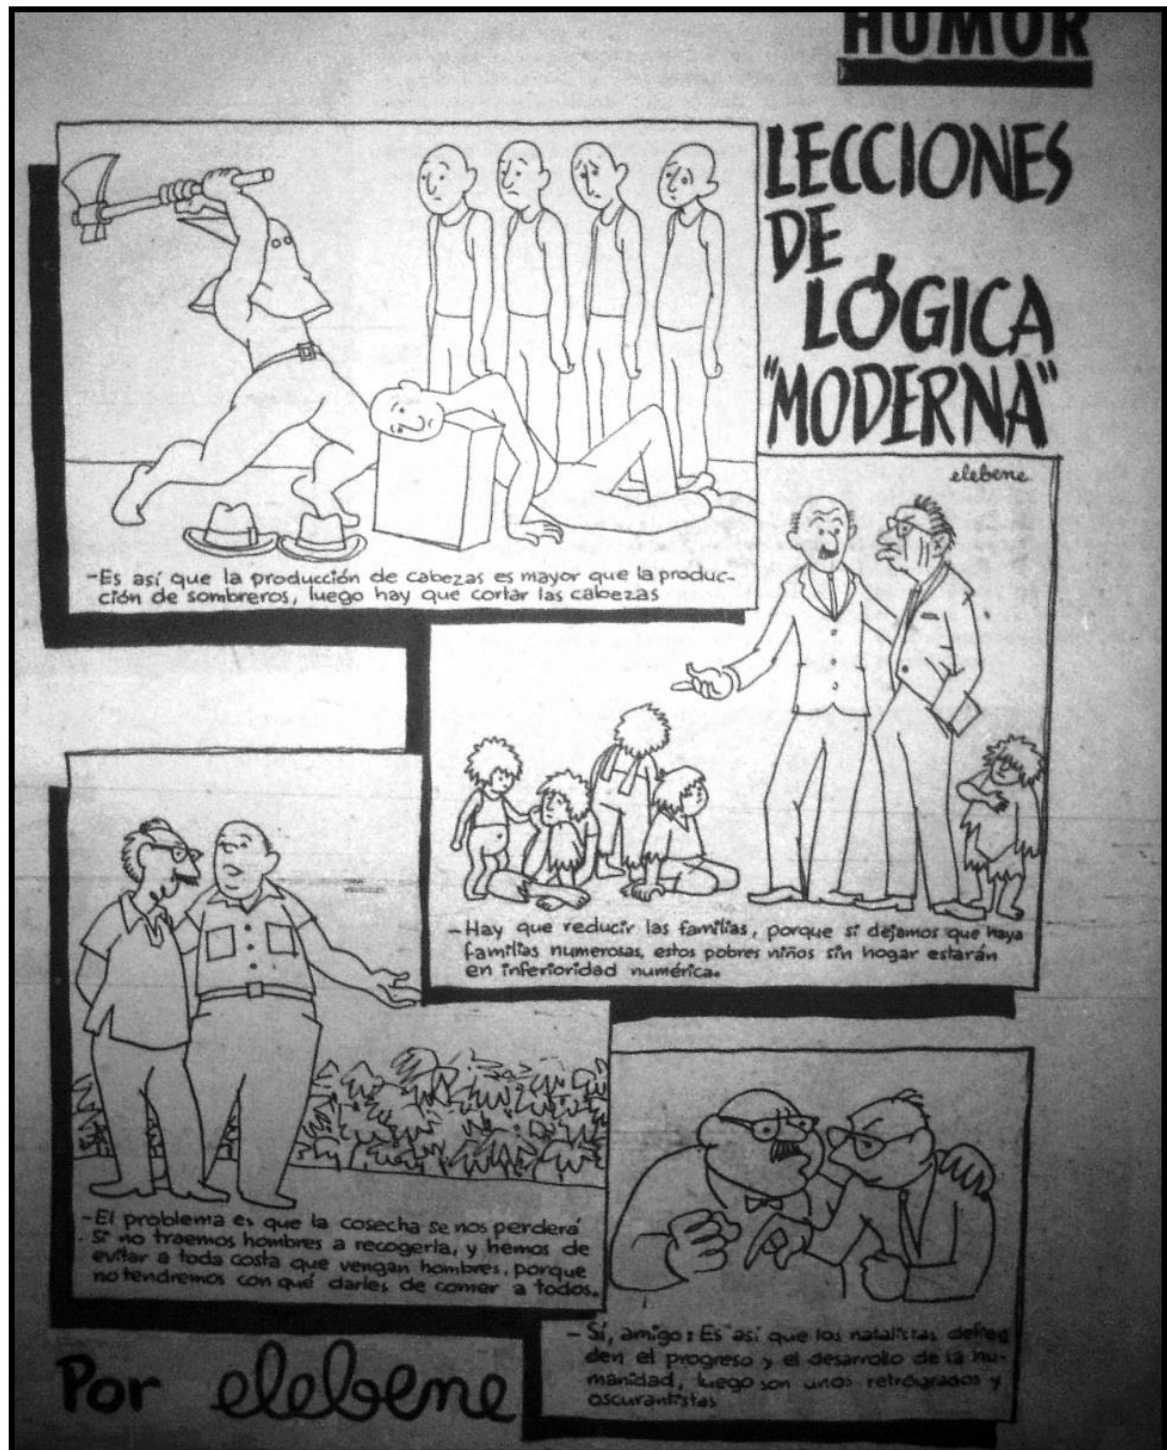 HUMOR
LECCIONES
DE
LÓGICA
"MODERNA"
elebene
-Es así que la producción de cabezas es mayor que la produc-
ción de sombreros, luego hay que cortar las cabezas
-Hay que reducir las familias, porque si dejamos que haya
familias numerosas, estos pobres niños sin hogar estarán
en inferioridad numérica.
-El problema es que la cosecha se nos perderá
si no traemos hombres a recogerla, y hemos de
evitar a toda costa que vengan hombres, porque
no tendremos con qué darles de comer a todos.
-Sí, amigo: Es así que los natalistas defien
den el progreso y el desarrollo de la hu-
manidad, luego son unos retrógrados y
oscurantistas
Por elebene